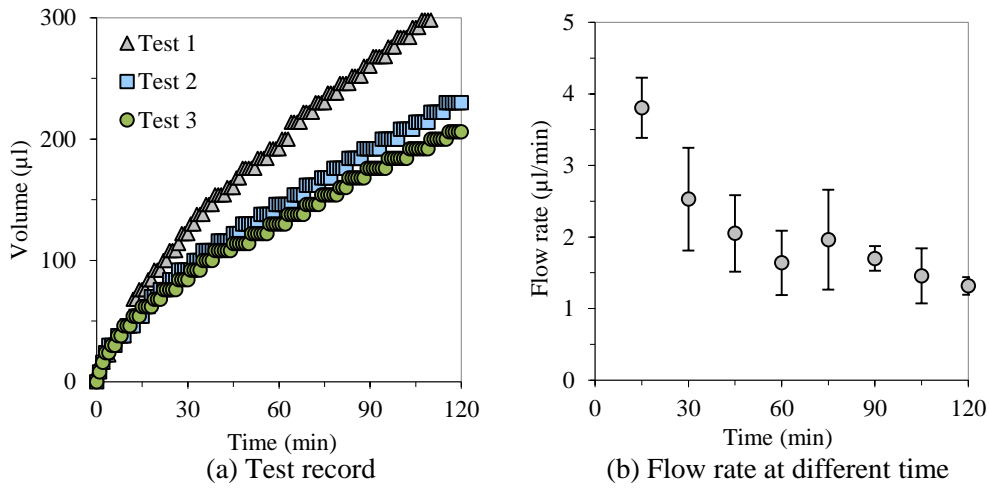 300
200
100
0
Volume (µl)
Test 1
Test 2
Test 3
0 30 60 90 120
Time (min)
(a) Test record
5
4
3
2
1
0
Flow rate (µl/min)
0 30 60 90 120
Time (min)
(b) Flow rate at different time